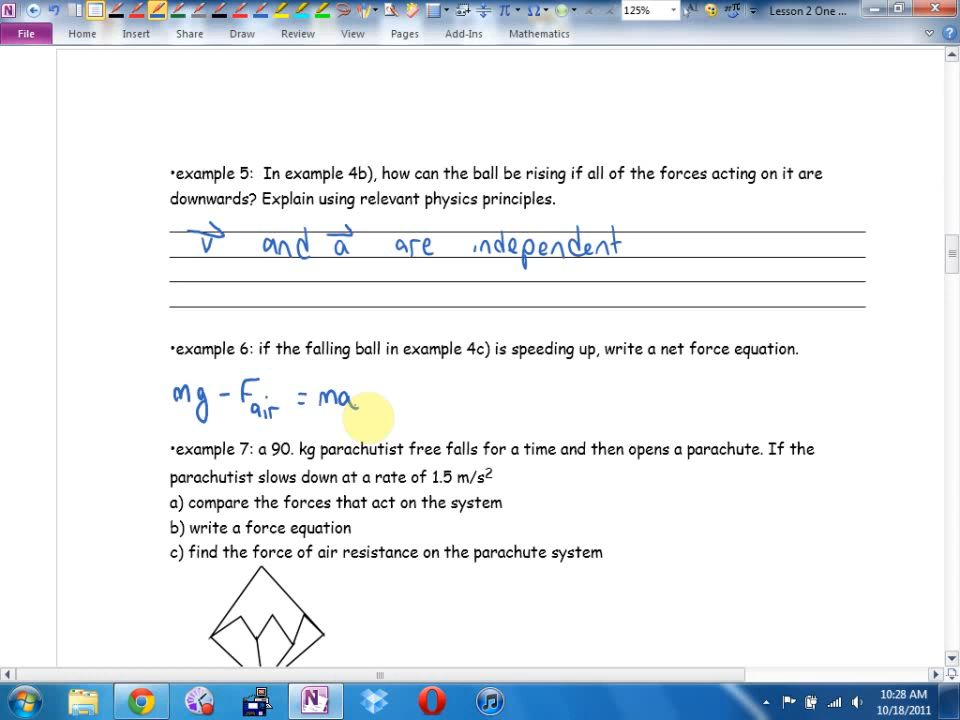 125%
Lesson 2 One ...
File Home Insert Share Draw Review View Pages Add-Ins Mathematics
•example 5: In example 4b), how can the ball be rising if all of the forces acting on it are
downwards? Explain using relevant physics principles.
v and a are independent
•example 6: if the falling ball in example 4c) is speeding up, write a net force equation.
mg - Fair = ma
•example 7: a 90. kg parachutist free falls for a time and then opens a parachute. If the
parachutist slows down at a rate of 1.5 m/s2
a) compare the forces that act on the system
b) write a force equation
c) find the force of air resistance on the parachute system
10:28 AM
10/18/2011